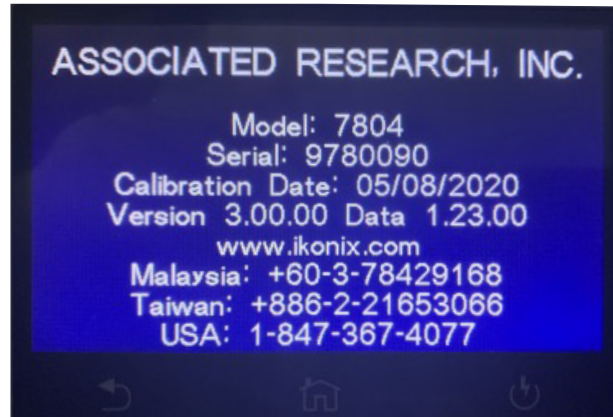 ASSOCIATED RESEARCH, INC.
Model: 7804
Serial: 9780090
Calibration Date: 05/08/2020
Version 3.00.00 Data 1.23.00
www.ikonix.com
Malaysia: +60-3-78429168
Taiwan: +886-2-21653066
USA: 1-847-367-4077